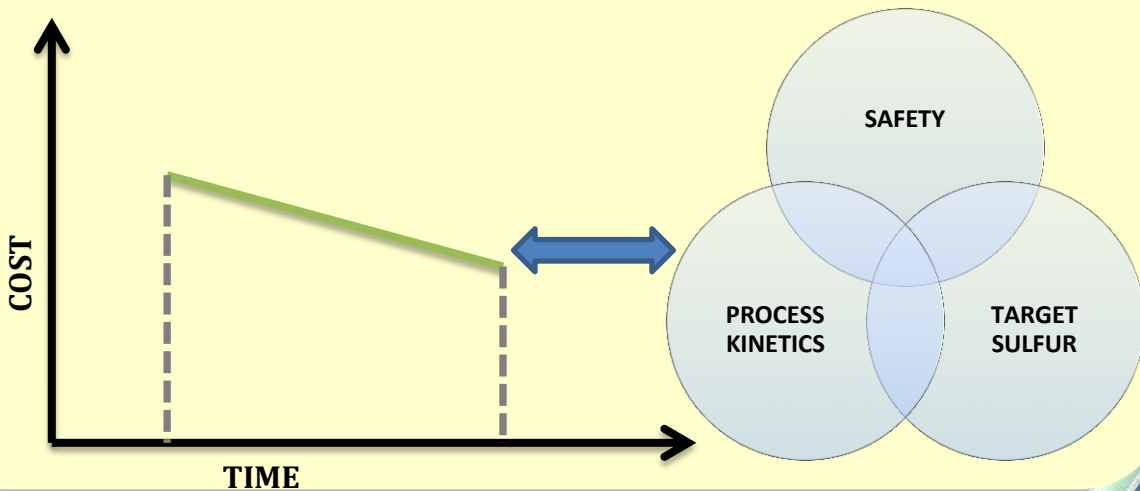 COST
TIME
SAFETY
PROCESS
KINETICS
TARGET
SULFUR